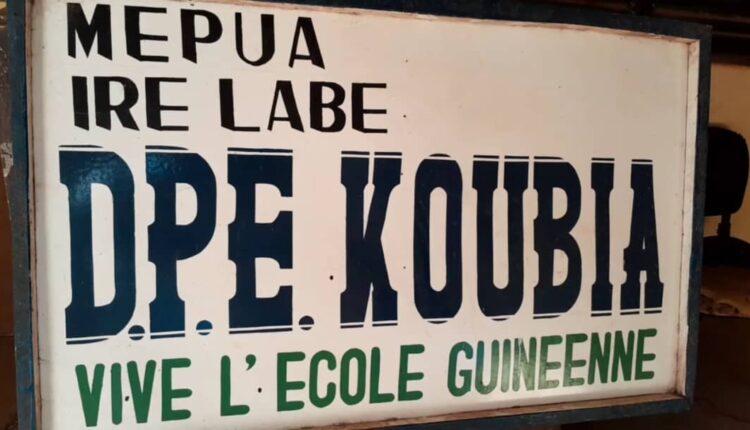 MEPUA
IRE LABE
D.P.E. KOUBIA
VIVE L'ECOLE GUINEENNE